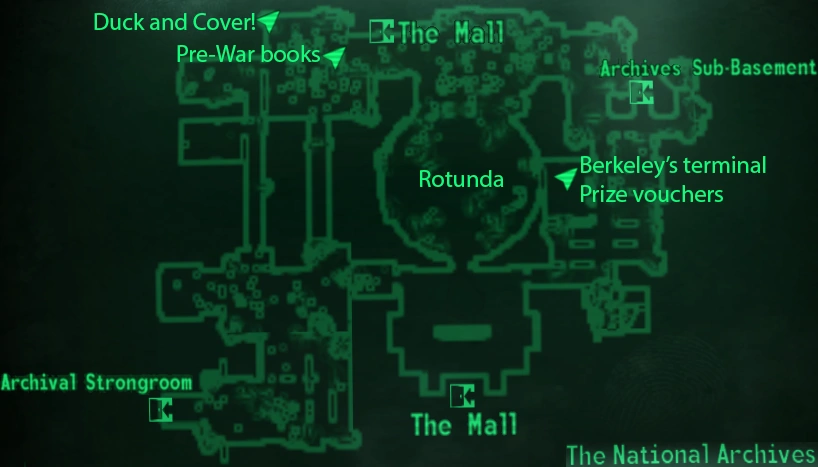 Duck and Cover!
The Mall
Pre-War books
Archives Sub-Basement
Berkeley's terminal
Prize vouchers
Rotunda
Archival Strongroom
The Mall
The National Archives